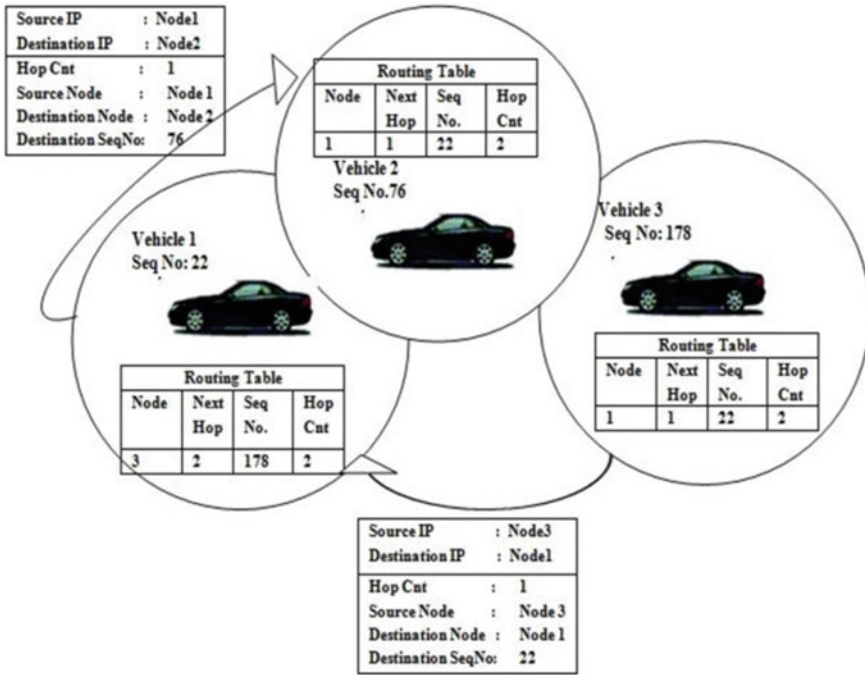 Source IP : Node1
Destination IP : Node2
Hop Cnt : 1
Source Node : Node 1
Destination Node : Node 2
Destination SeqNo: 76
Routing Table
Node Next Hop Seq No. Hop Cnt
1 1 22 2
Vehicle 2
Seq No.76
Vehicle 1
Seq No: 22
Routing Table
Node Next Hop Seq No. Hop Cnt
3 2 178 2
Vehicle 3
Seq No: 178
Routing Table
Node Next Hop Seq No. Hop Cnt
1 1 22 2
Source IP : Node3
Destination IP : Node1
Hop Cnt : 1
Source Node : Node 3
Destination Node : Node 1
Destination SeqNo: 22